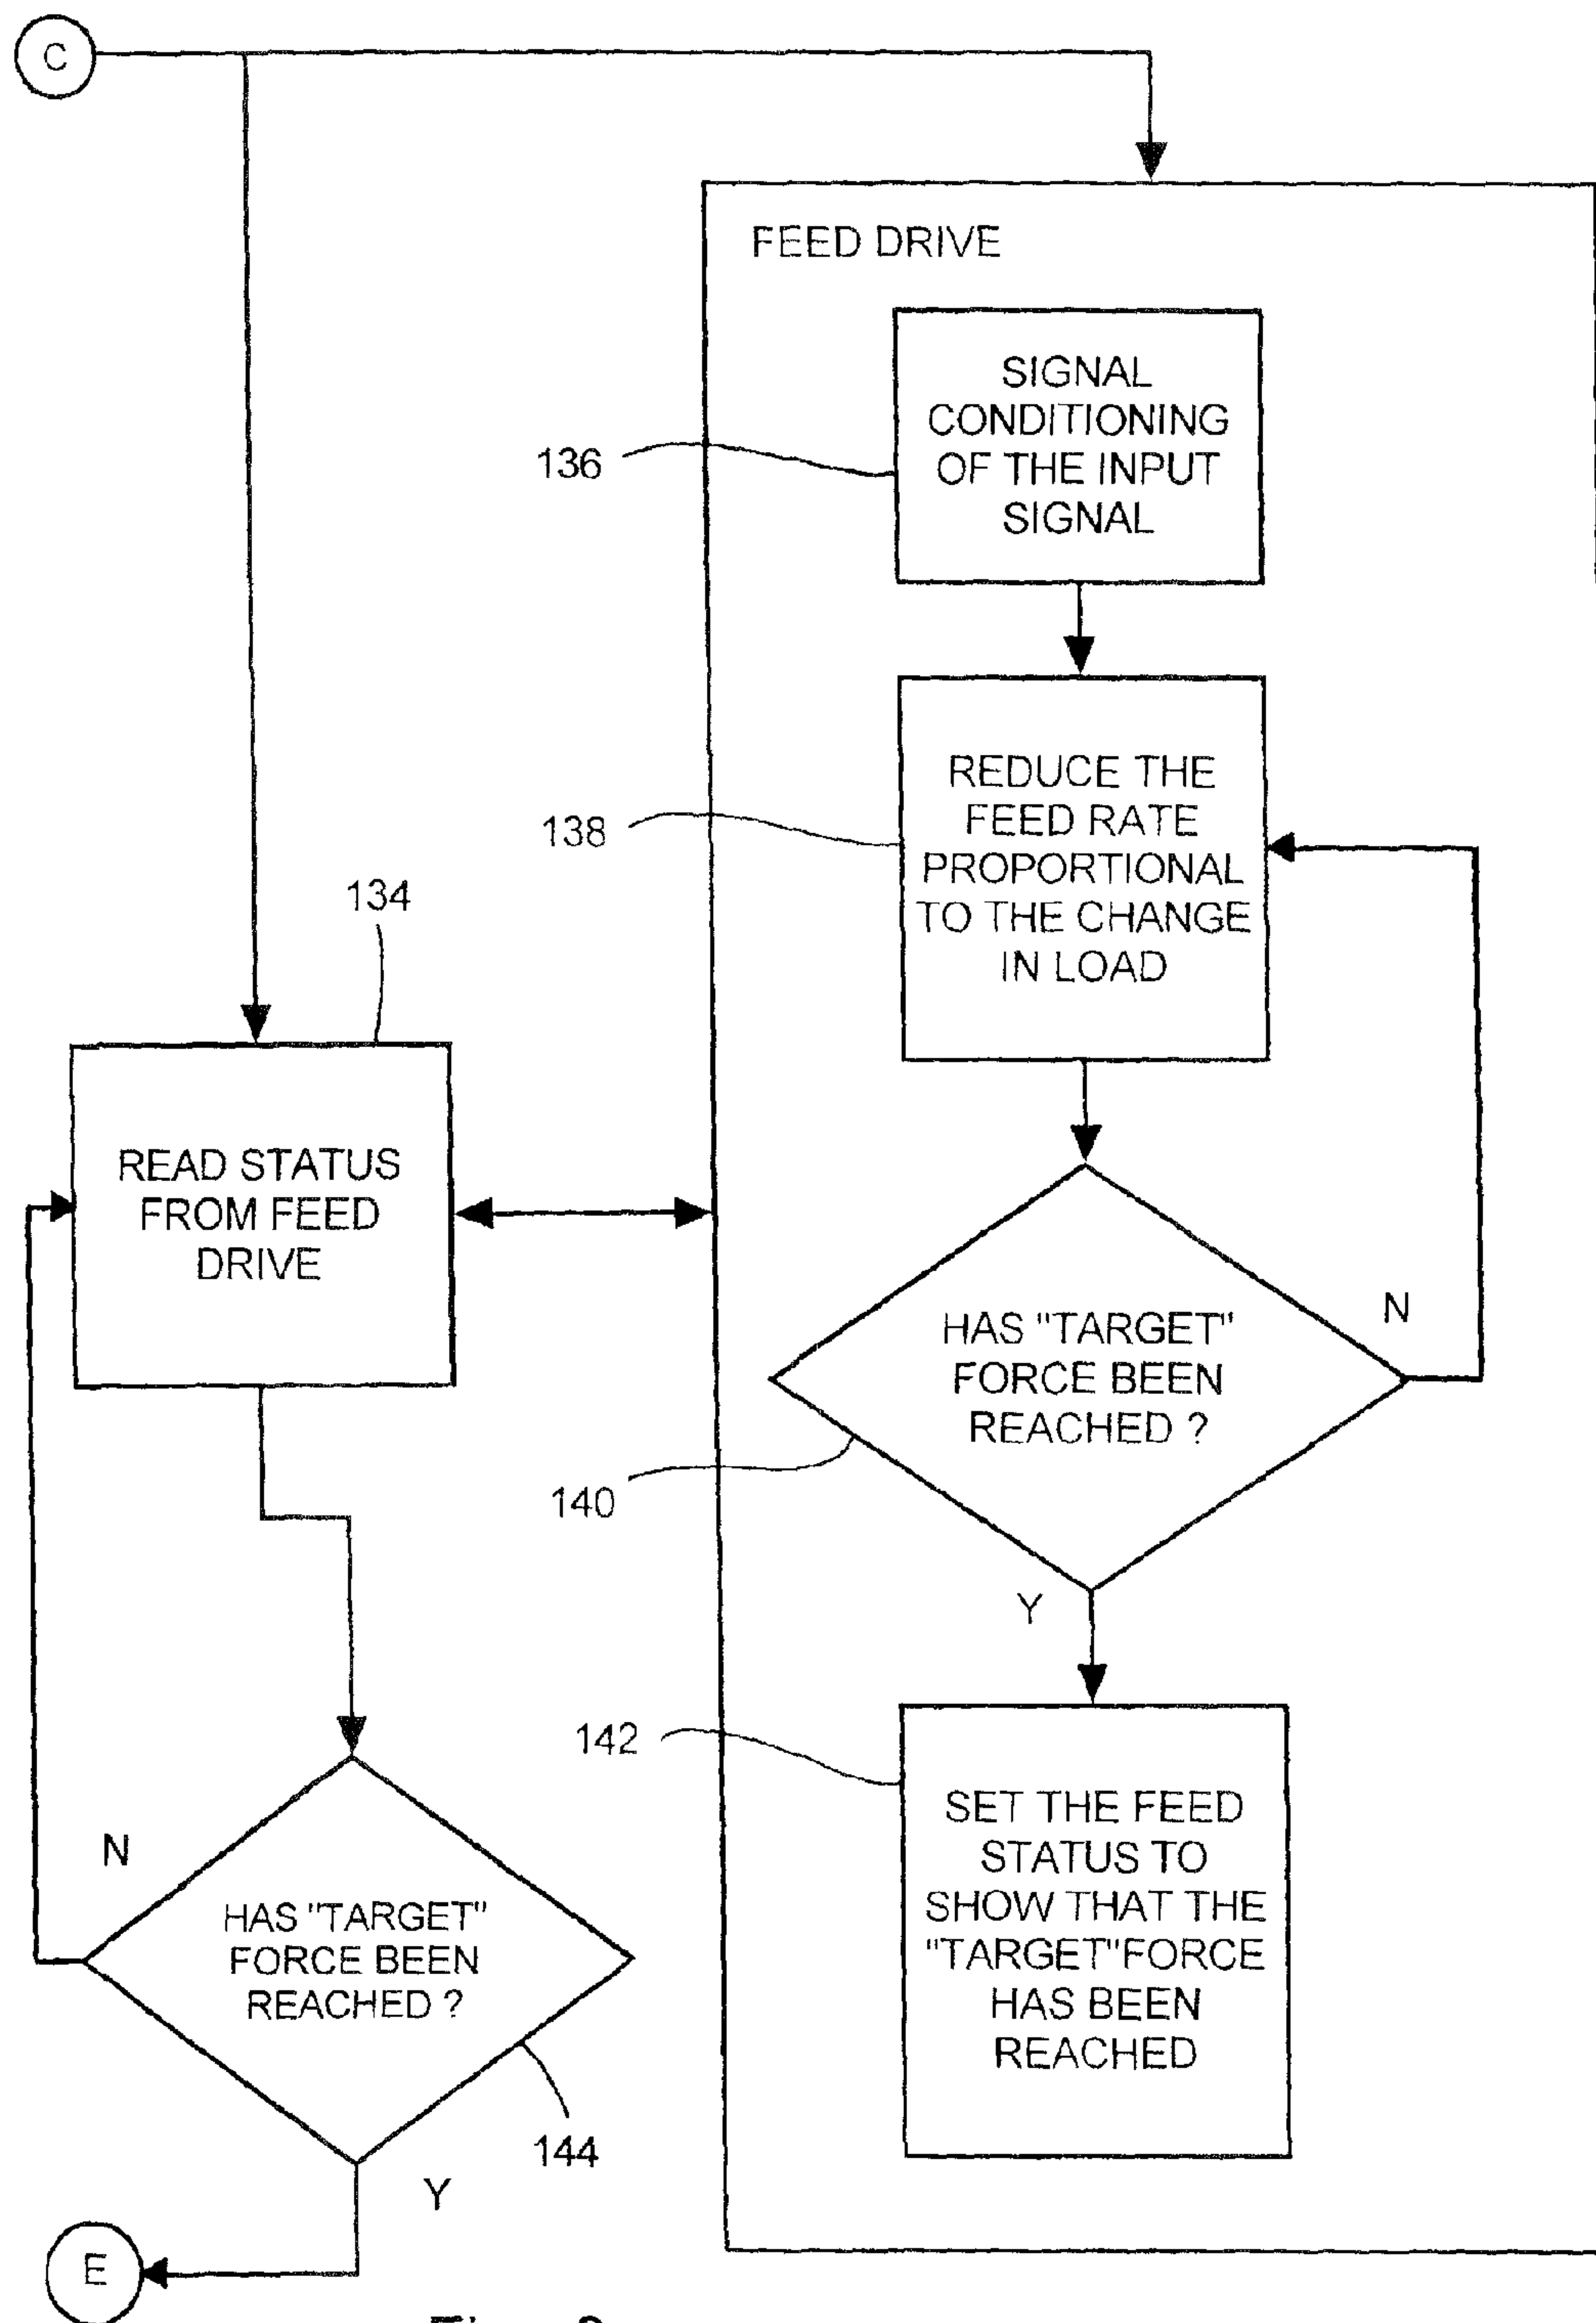 C
FEED DRIVE
SIGNAL
CONDITIONING
OF THE INPUT
SIGNAL
136
REDUCE THE
FEED RATE
PROPORTIONAL
TO THE CHANGE
IN LOAD
138
134
READ STATUS
FROM FEED
DRIVE
HAS "TARGET"
FORCE BEEN
REACHED ?
N
140
Y
142
SET THE FEED
STATUS TO
SHOW THAT THE
"TARGET"FORCE
HAS BEEN
REACHED
N
HAS "TARGET"
FORCE BEEN
REACHED ?
144
Y
E